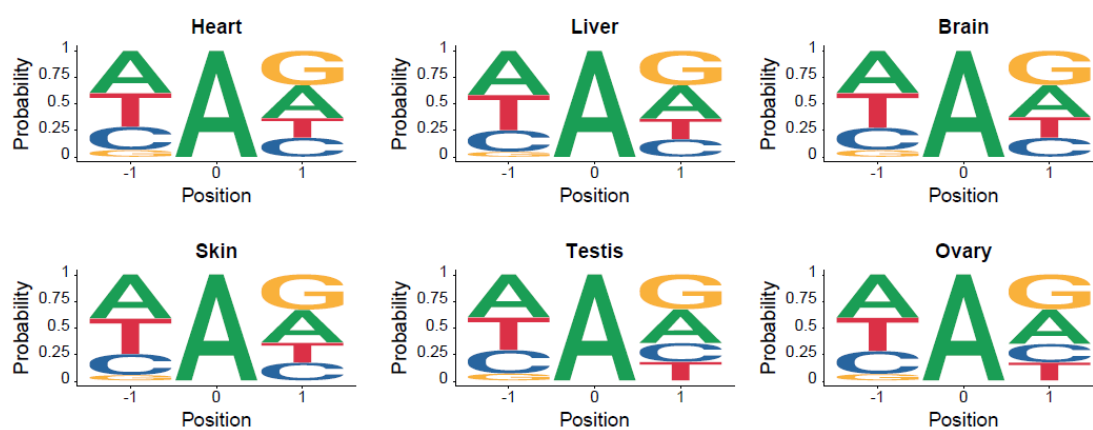 Heart
Probability
1
0.75
0.5
0.25
0
A T C G
A
G A T C
-1 0 1
Position
Liver
Probability
1
0.75
0.5
0.25
0
A T C G
A
G A T C
-1 0 1
Position
Brain
Probability
1
0.75
0.5
0.25
0
A T C G
A
G A T C
-1 0 1
Position
Skin
Probability
1
0.75
0.5
0.25
0
A T C G
A
G A T C
-1 0 1
Position
Testis
Probability
1
0.75
0.5
0.25
0
A T C G
A
G A C T
-1 0 1
Position
Ovary
Probability
1
0.75
0.5
0.25
0
A T C G
A
G A C T
-1 0 1
Position